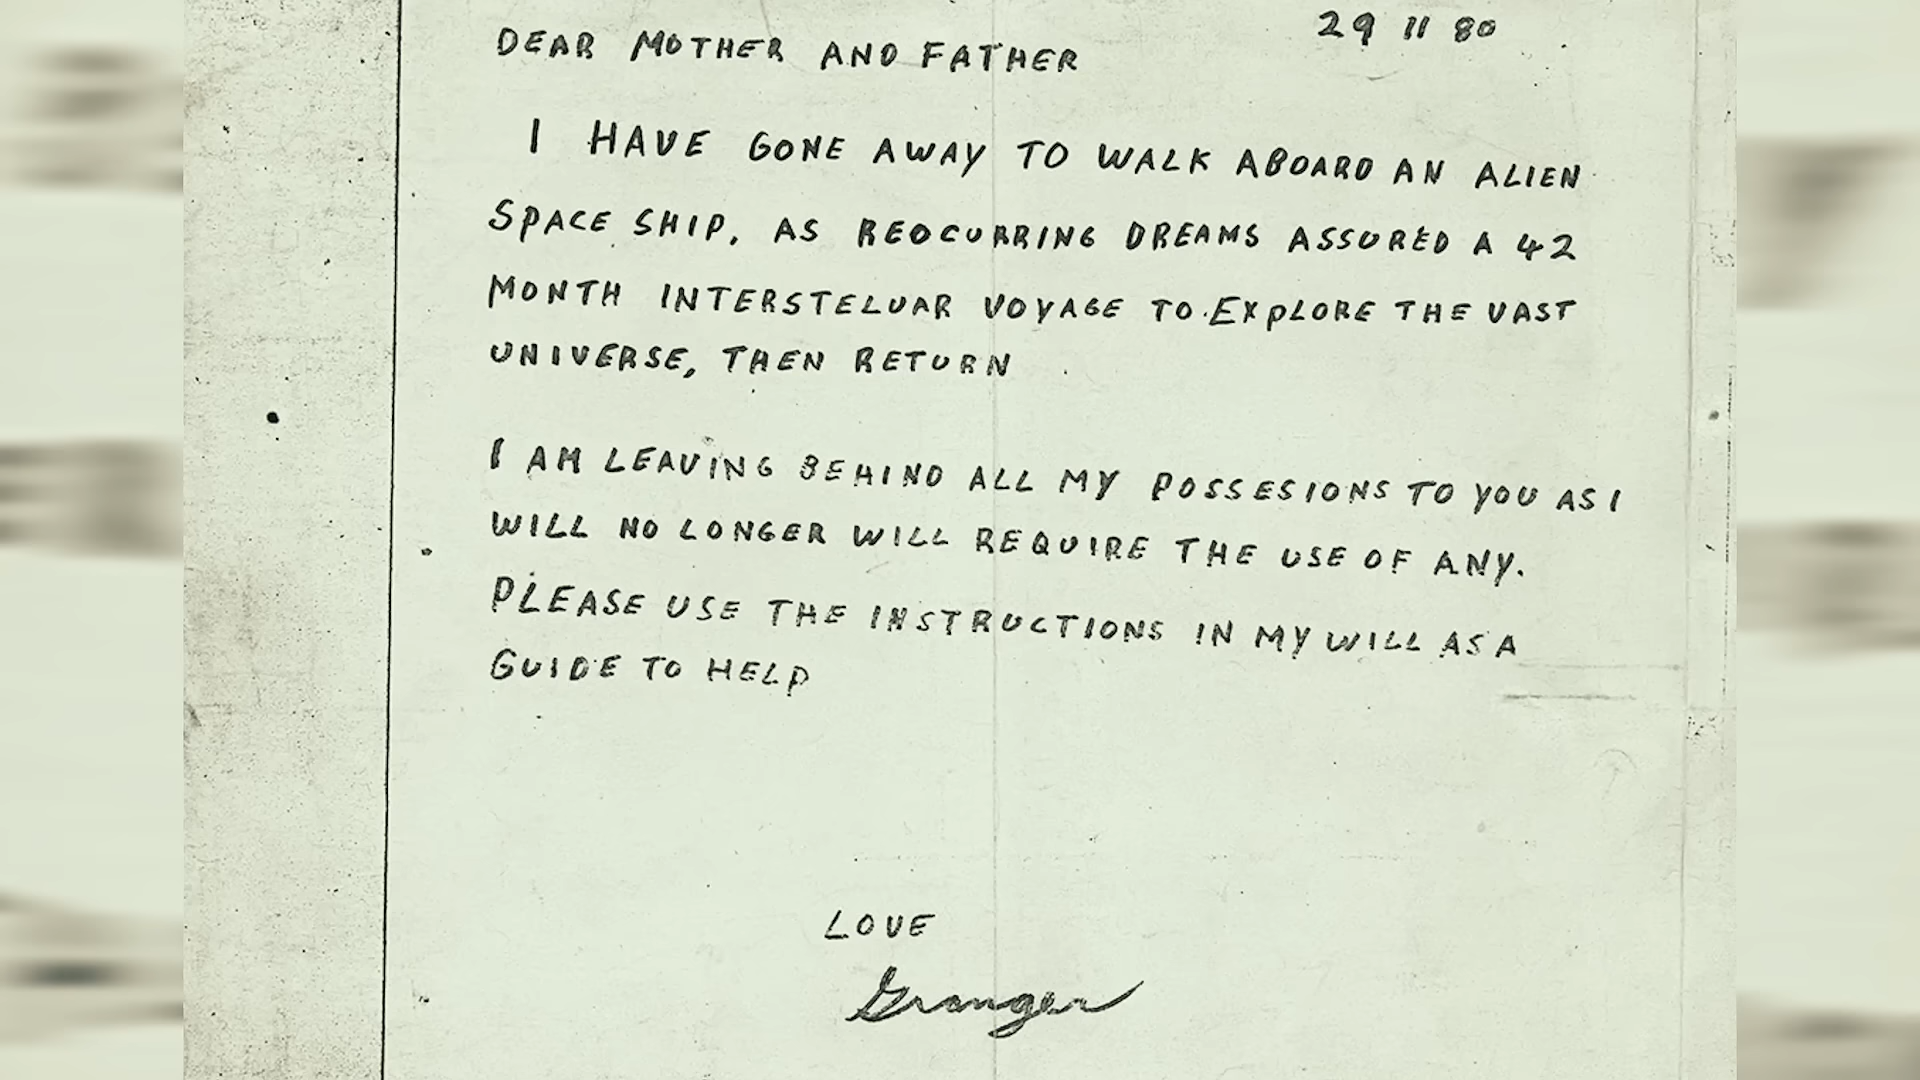 29 11 80
DEAR MOTHER AND FATHER
I HAVE GONE AWAY TO WALK ABOARD AN ALIEN
SPACE SHIP, AS REOCURRING DREAMS ASSURED A 42
MONTH INTERSTELUAR VOYAGE TO EXPLORE THE VAST
UNIVERSE, THEN RETURN
I AM LEAVING BEHIND ALL MY POSSESIONS TO YOU AS I
WILL NO LONGER WILL REQUIRE THE USE OF ANY.
PLEASE USE THE INSTRUCTIONS IN MY WILL AS A
GUIDE TO HELP
LOVE
Granger